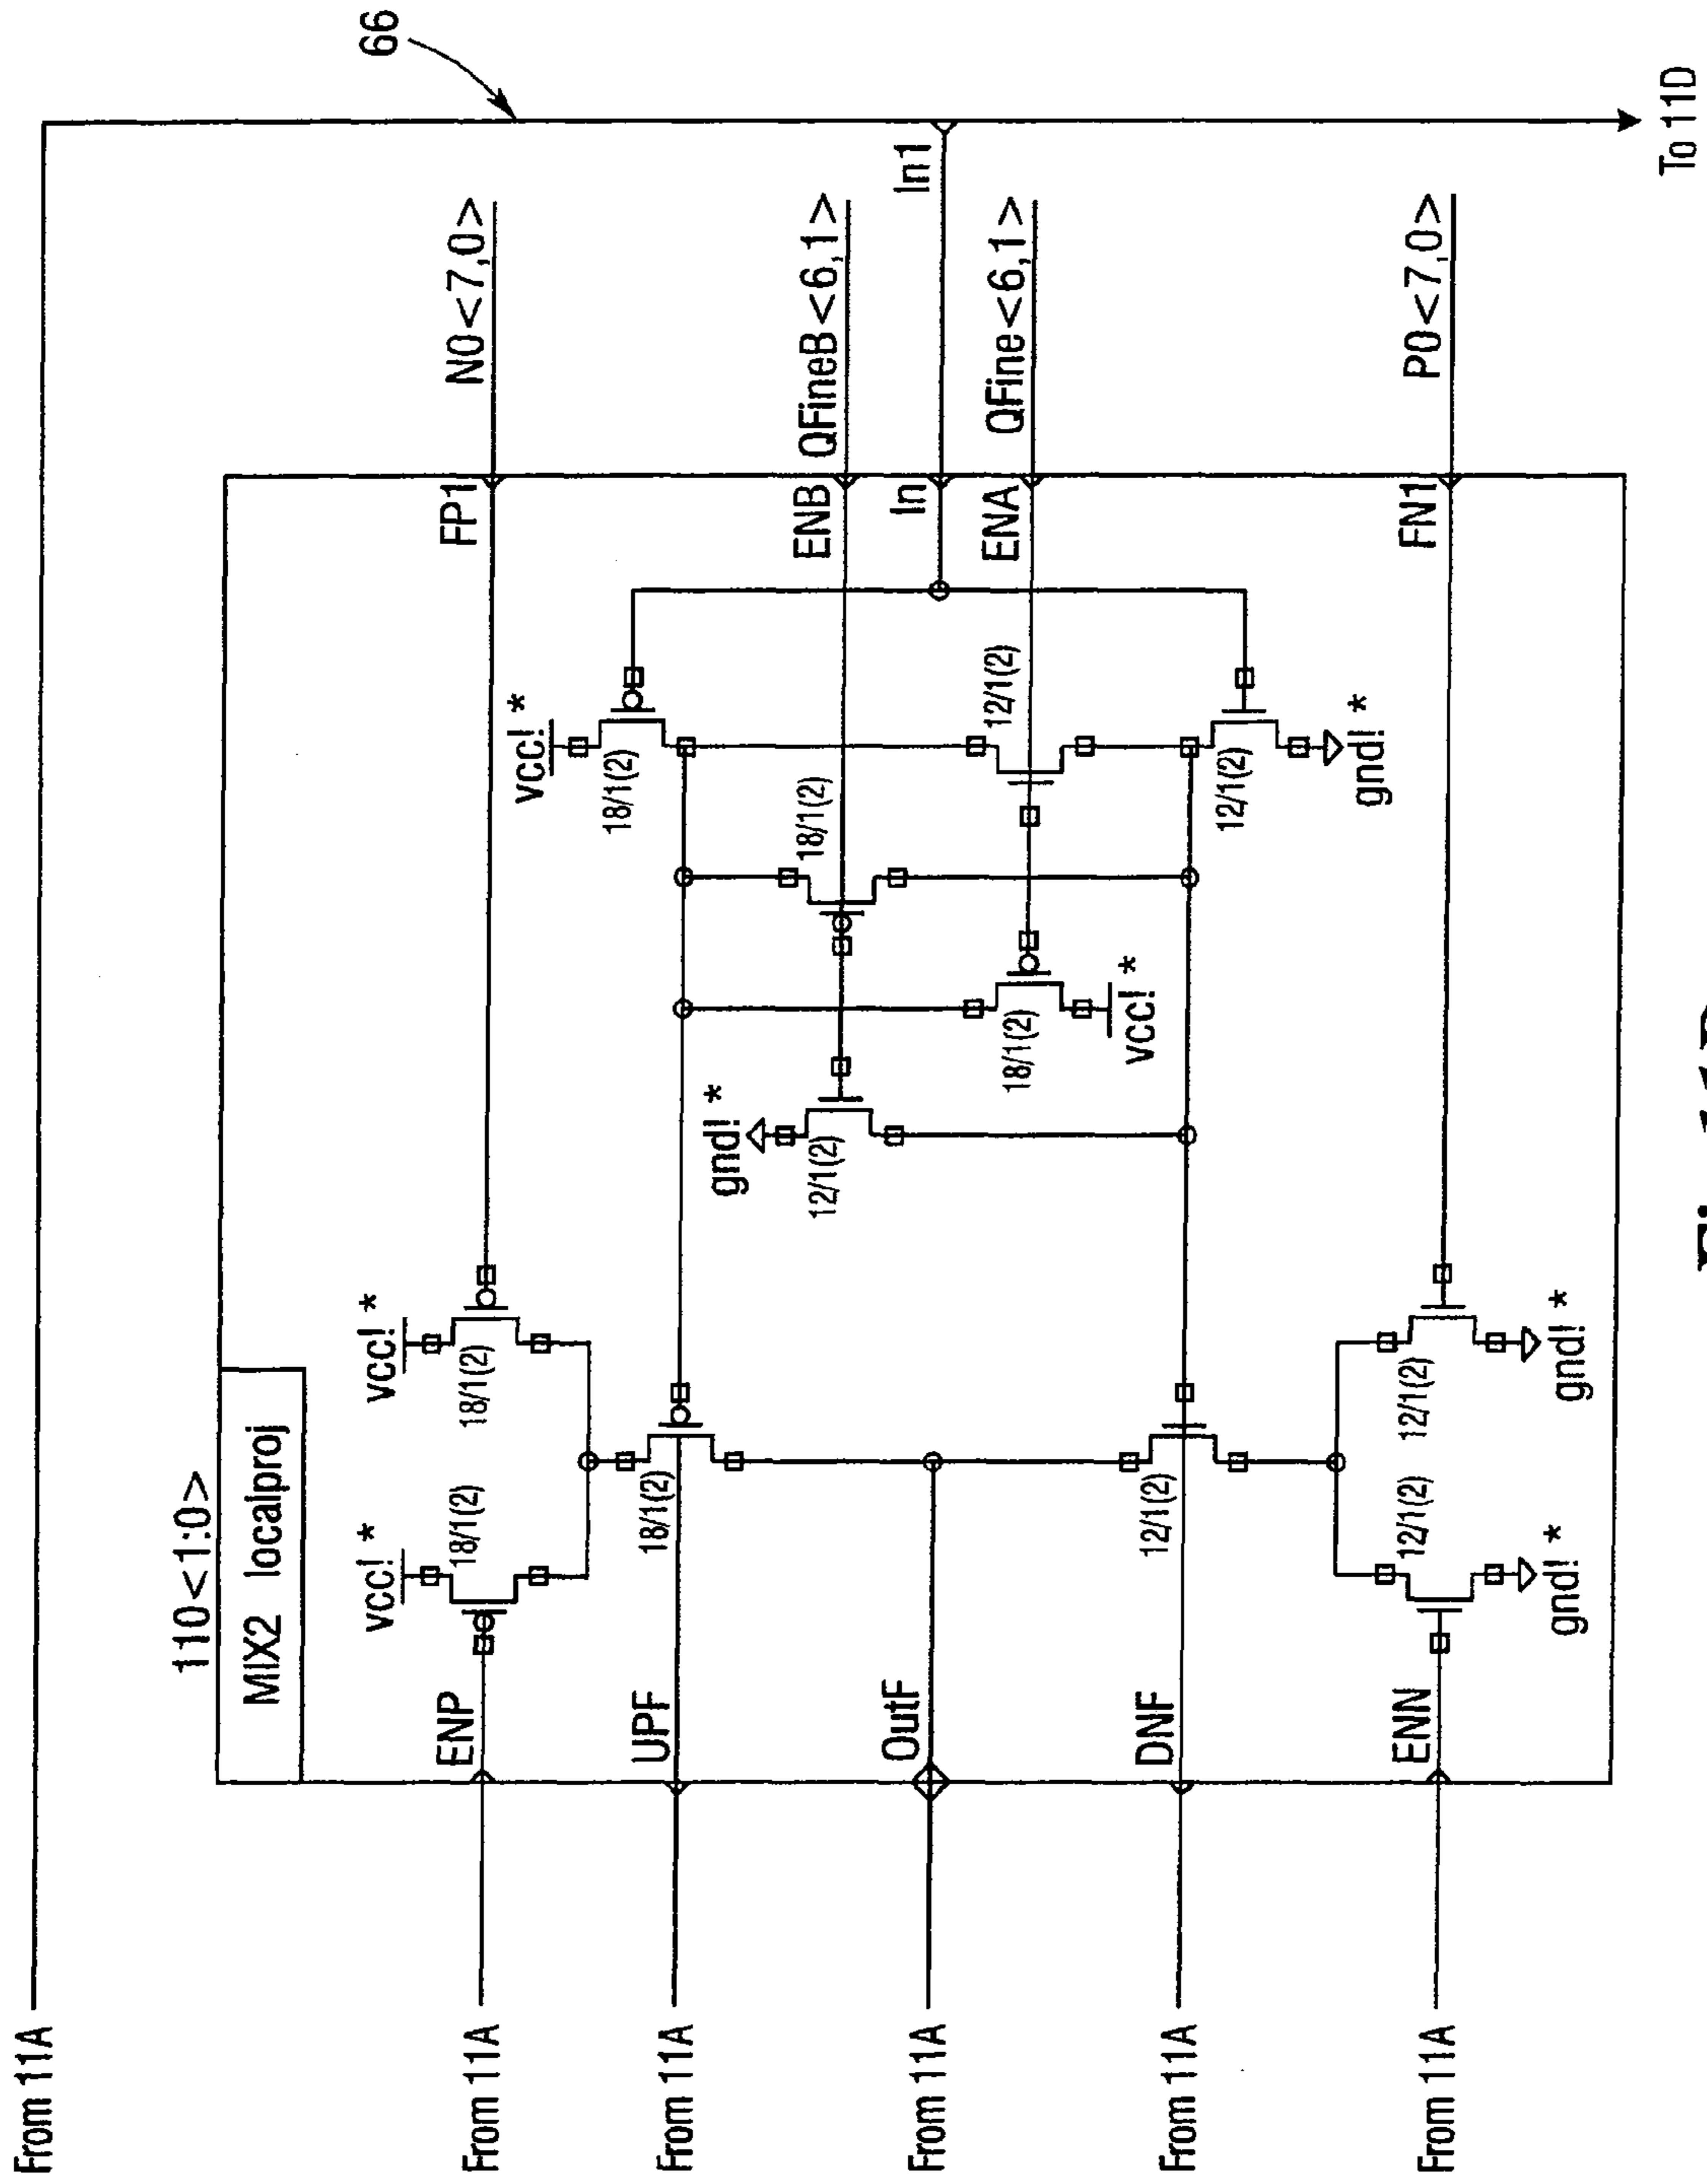 From 11A
66
110<1:0>
MIX2 localproj
vcc! *
vcc! *
From 11A
ENP
18/1(2)
18/1(2)
FP1
N0<7,0>
vcc! *
18/1(2)
From 11A
UPF
18/1(2)
gnd! *
12/1(2)
18/1(2)
ENB
QFineB<6,1>
From 11A
OutF
In
In1
18/1(2)
vcc! *
12/1(2)
ENA
QFine<6,1>
From 11A
DNF
12/1(2)
12/1(2)
gnd! *
From 11A
ENN
12/1(2)
12/1(2)
FN1
P0<7,0>
gnd! *
gnd! *
To 11D